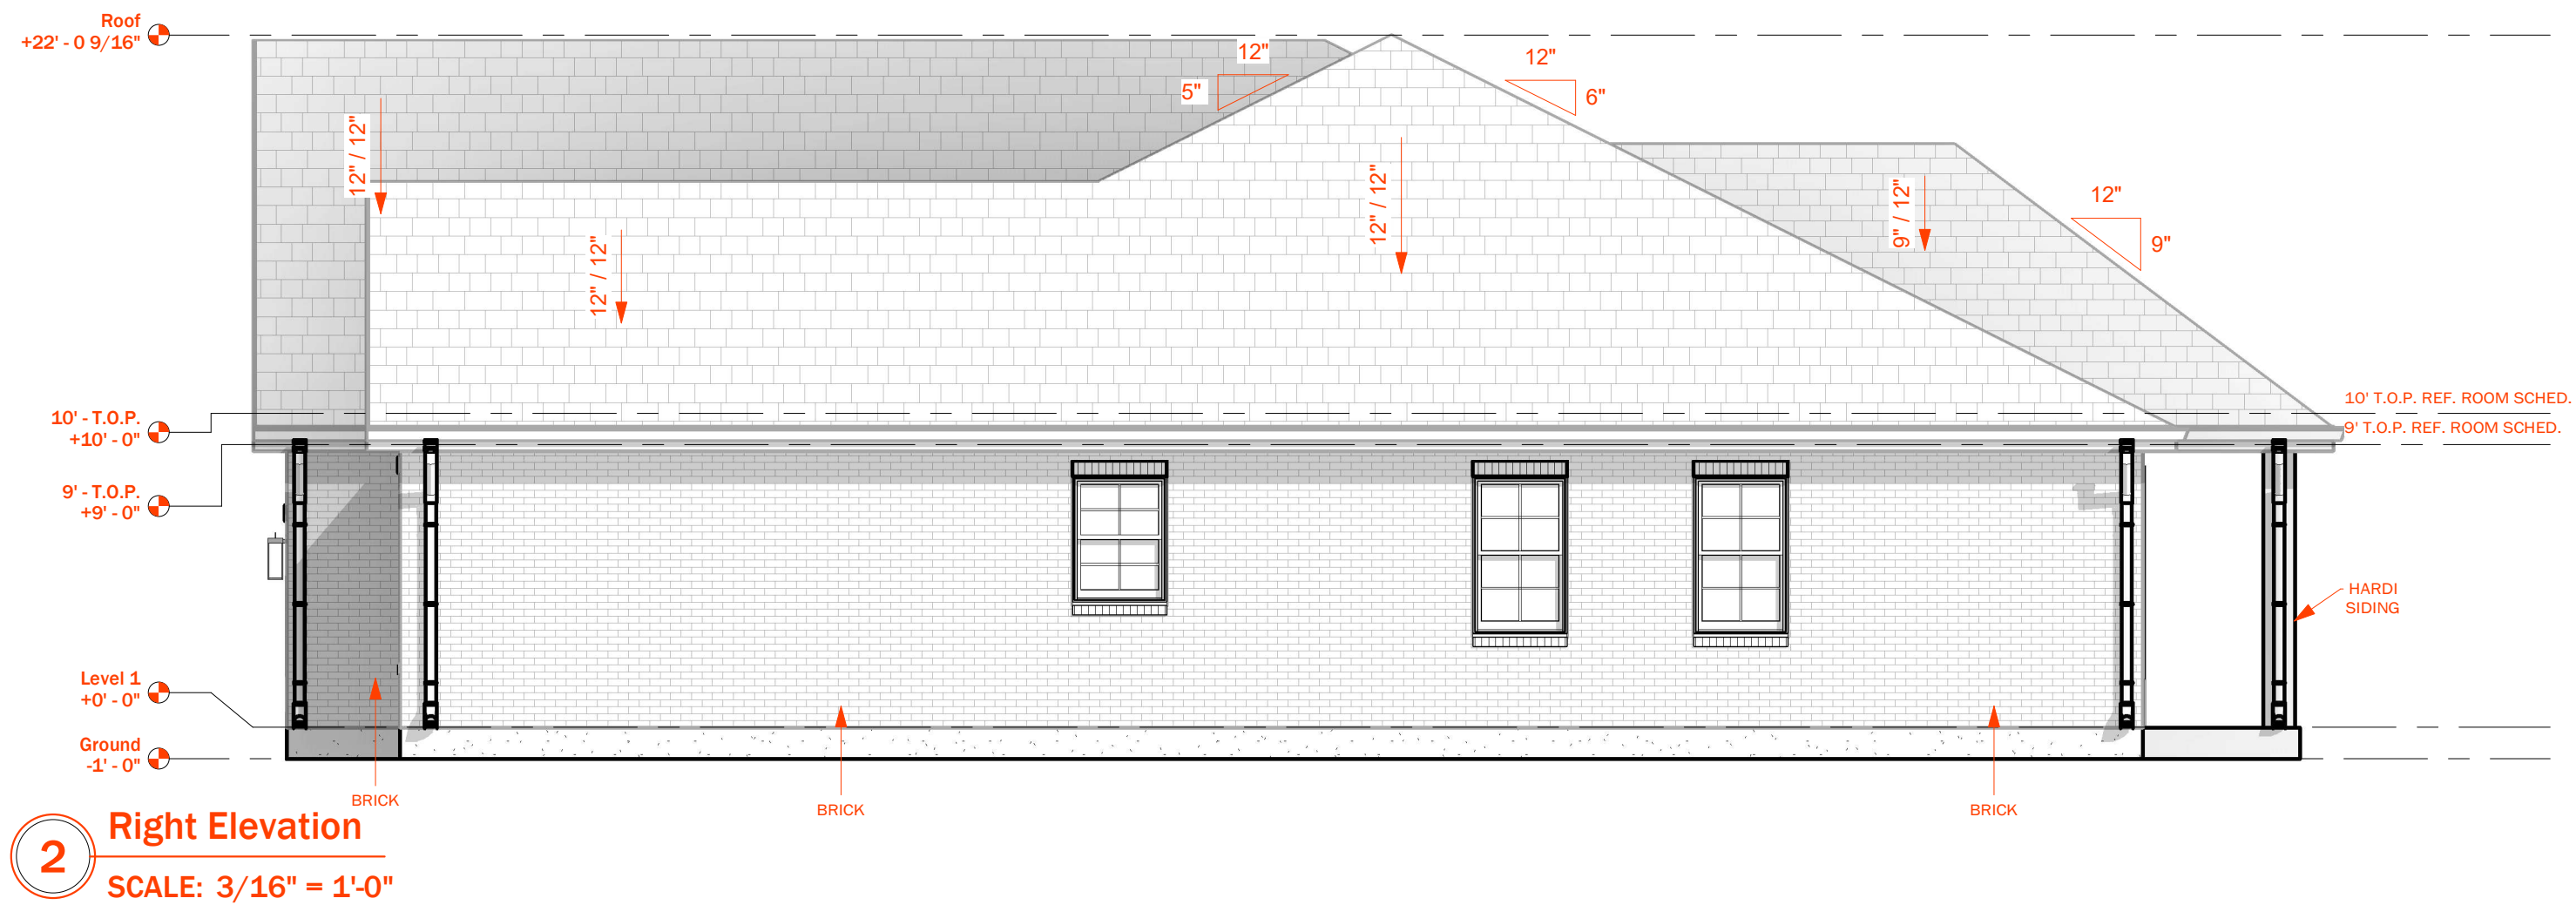 Roof
+22' - 0 9/16"
12"
5"
12"
6"
12" / 12"
12" / 12"
12" / 12"
9" / 12"
12"
9"
10' - T.O.P.
+10' - 0"
10' T.O.P. REF. ROOM SCHED.
9' T.O.P. REF. ROOM SCHED.
9' - T.O.P.
+9' - 0"
HARDI
SIDING
Level 1
+0' - 0"
Ground
-1' - 0"
BRICK
BRICK
BRICK
2
Right Elevation
SCALE: 3/16" = 1'-0"